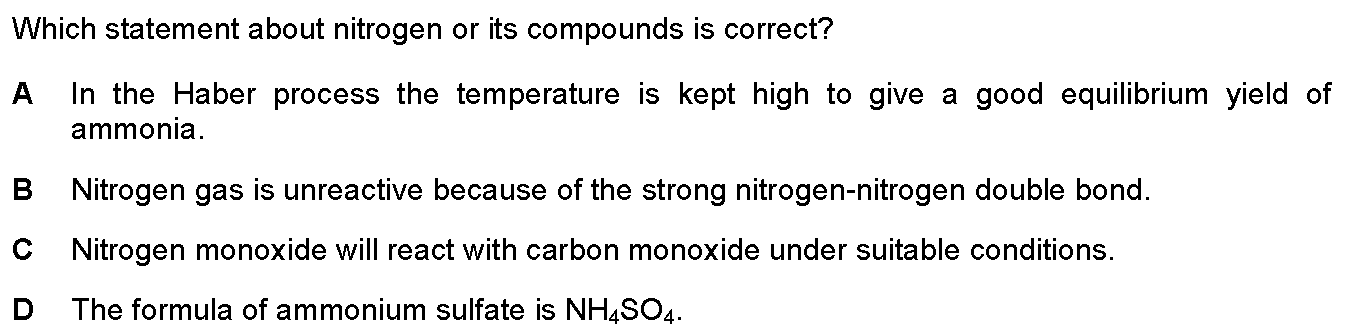 Which statement about nitrogen or its compounds is correct?
A In the Haber process the temperature is kept high to give a good equilibrium yield of
ammonia.
B Nitrogen gas is unreactive because of the strong nitrogen-nitrogen double bond.
C Nitrogen monoxide will react with carbon monoxide under suitable conditions.
D The formula of ammonium sulfate is NH₄SO₄.